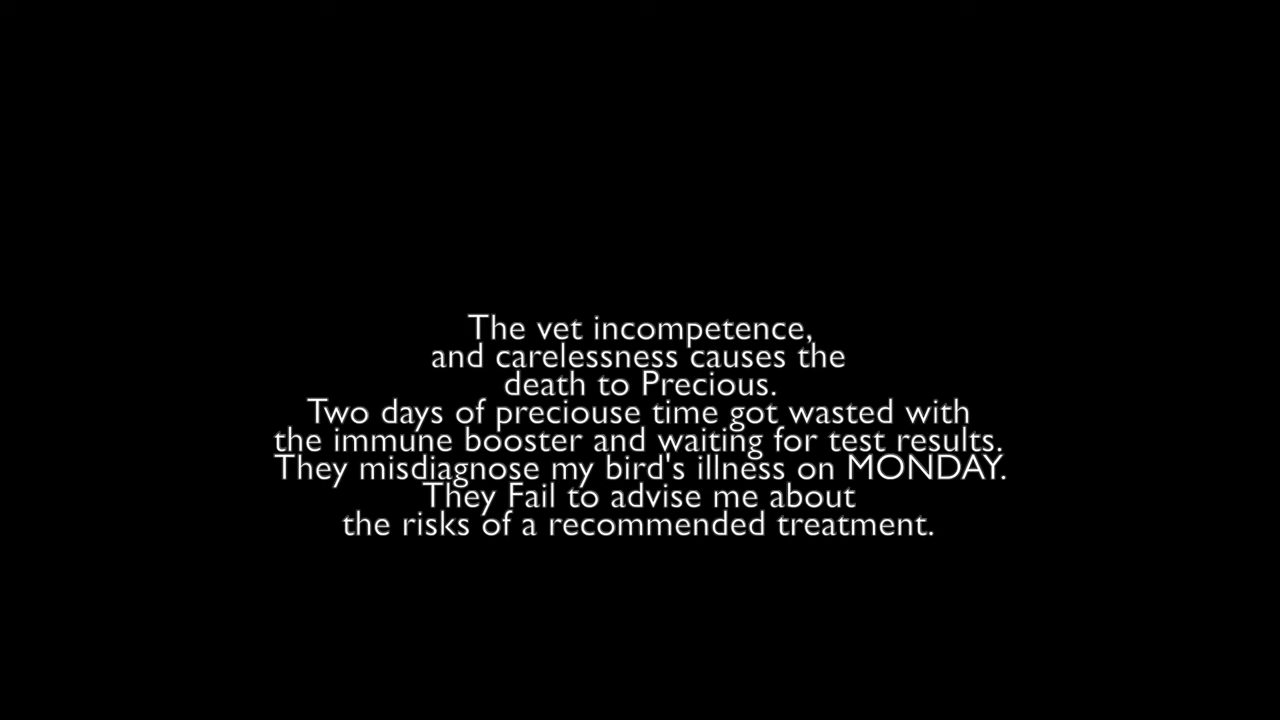 The vet incompetence,
and carelessness causes the
death to Precious.
Two days of preciouse time got wasted with
the immune booster and waiting for test results.
They misdiagnose my bird's illness on MONDAY.
They Fail to advise me about
the risks of a recommended treatment.